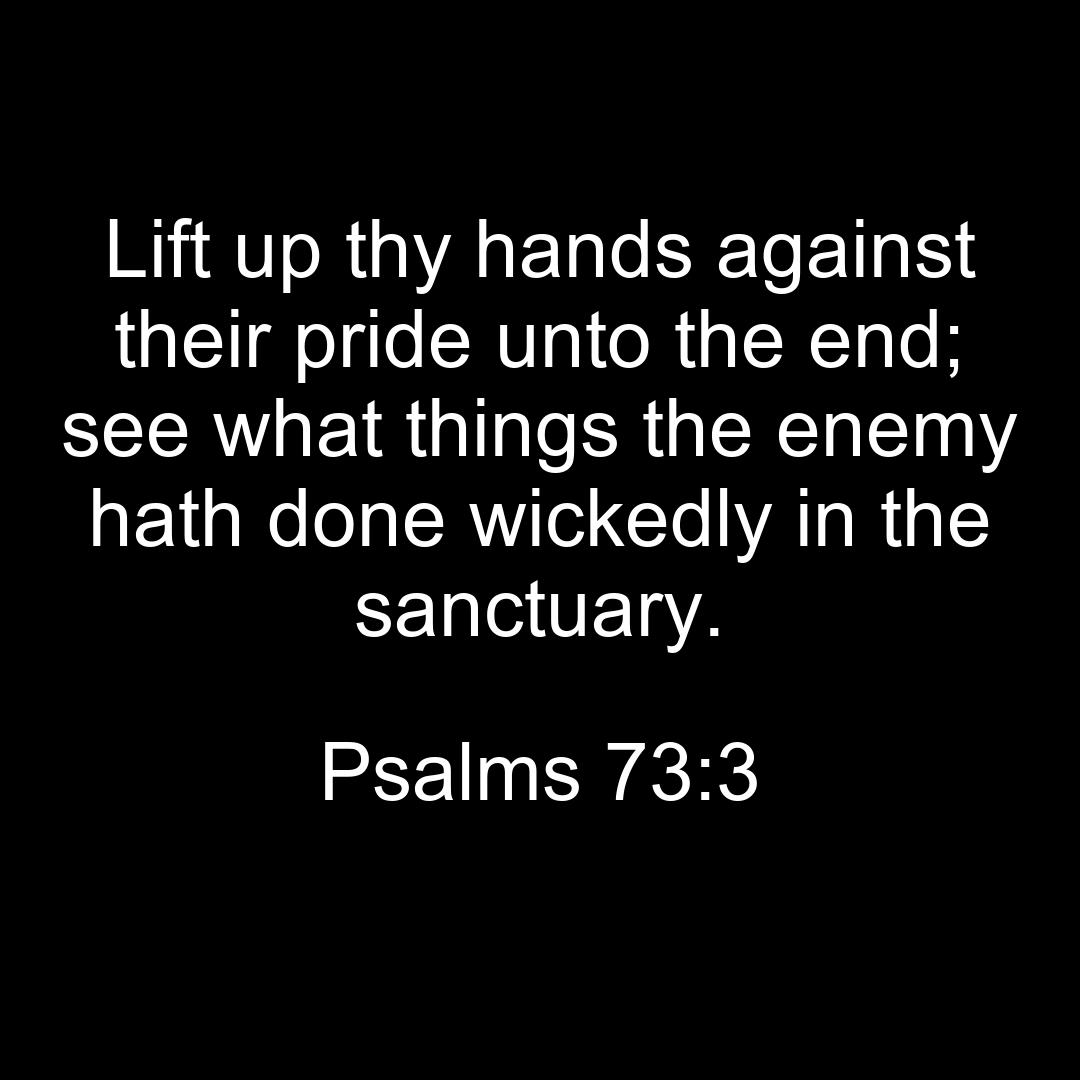 Lift up thy hands against
their pride unto the end;
see what things the enemy
hath done wickedly in the
sanctuary.
Psalms 73:3